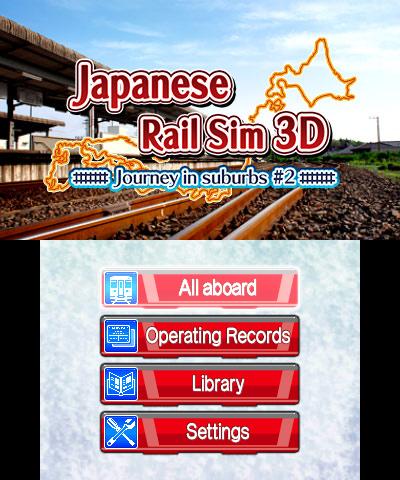 Japanese
Rail Sim 3D
Journey in suburbs #2
All aboard
Operating Records
Library
Settings